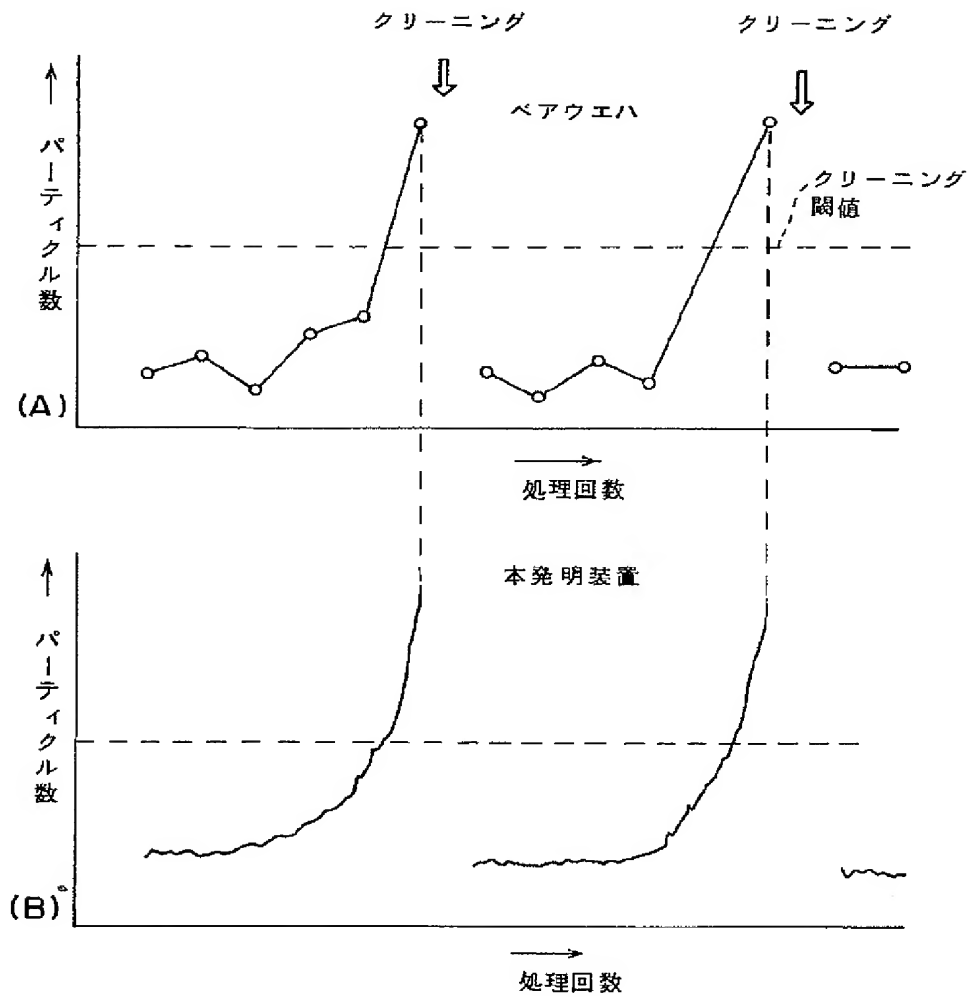 クリーニング
クリーニング
ベアウエハ
クリーニング
閾値
パーティクル数
(A)
処理回数
本発明装置
パーティクル数
(B)
処理回数